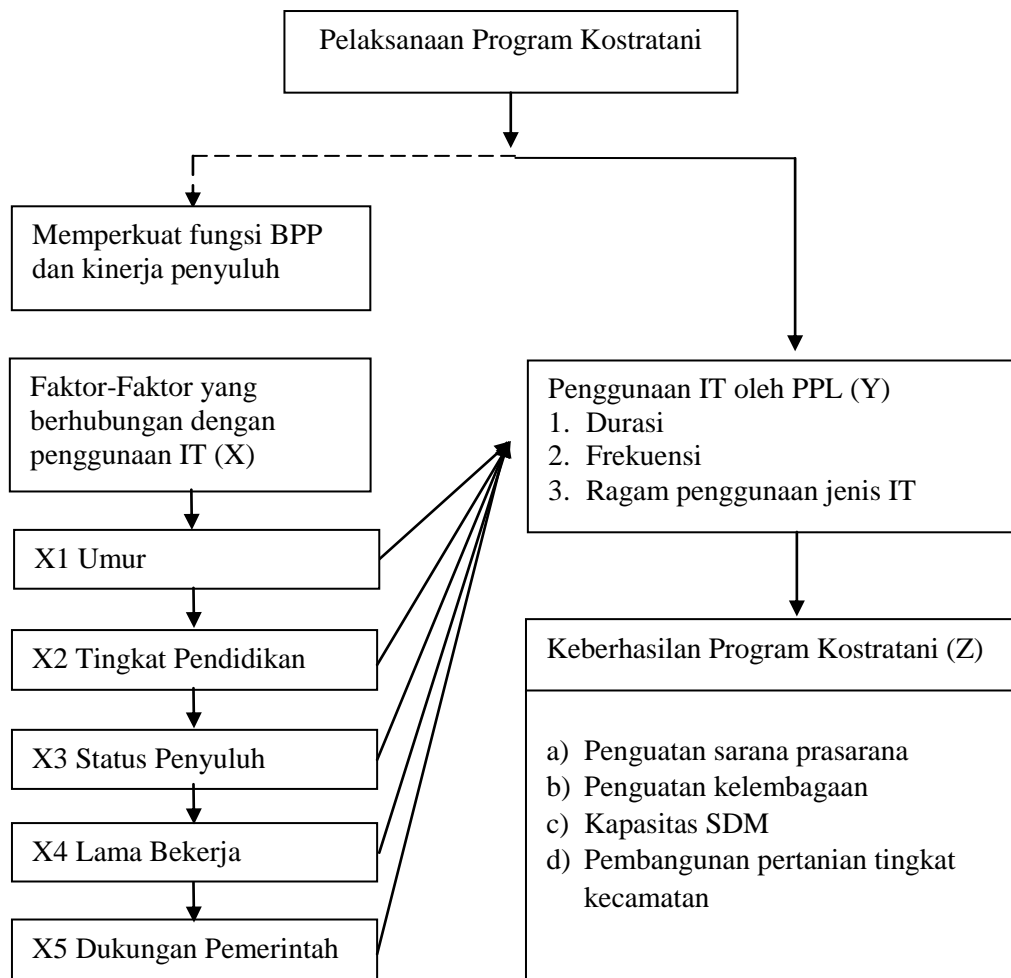 Pelaksanaan Program Kostratani
Memperkuat fungsi BPP
dan kinerja penyuluh
Faktor-Faktor yang
berhubungan dengan
penggunaan IT (X)
X1 Umur
X2 Tingkat Pendidikan
X3 Status Penyuluh
X4 Lama Bekerja
X5 Dukungan Pemerintah
Penggunaan IT oleh PPL (Y)
1. Durasi
2. Frekuensi
3. Ragam penggunaan jenis IT
Keberhasilan Program Kostratani (Z)
a) Penguatan sarana prasarana
b) Penguatan kelembagaan
c) Kapasitas SDM
d) Pembangunan pertanian tingkat
kecamatan